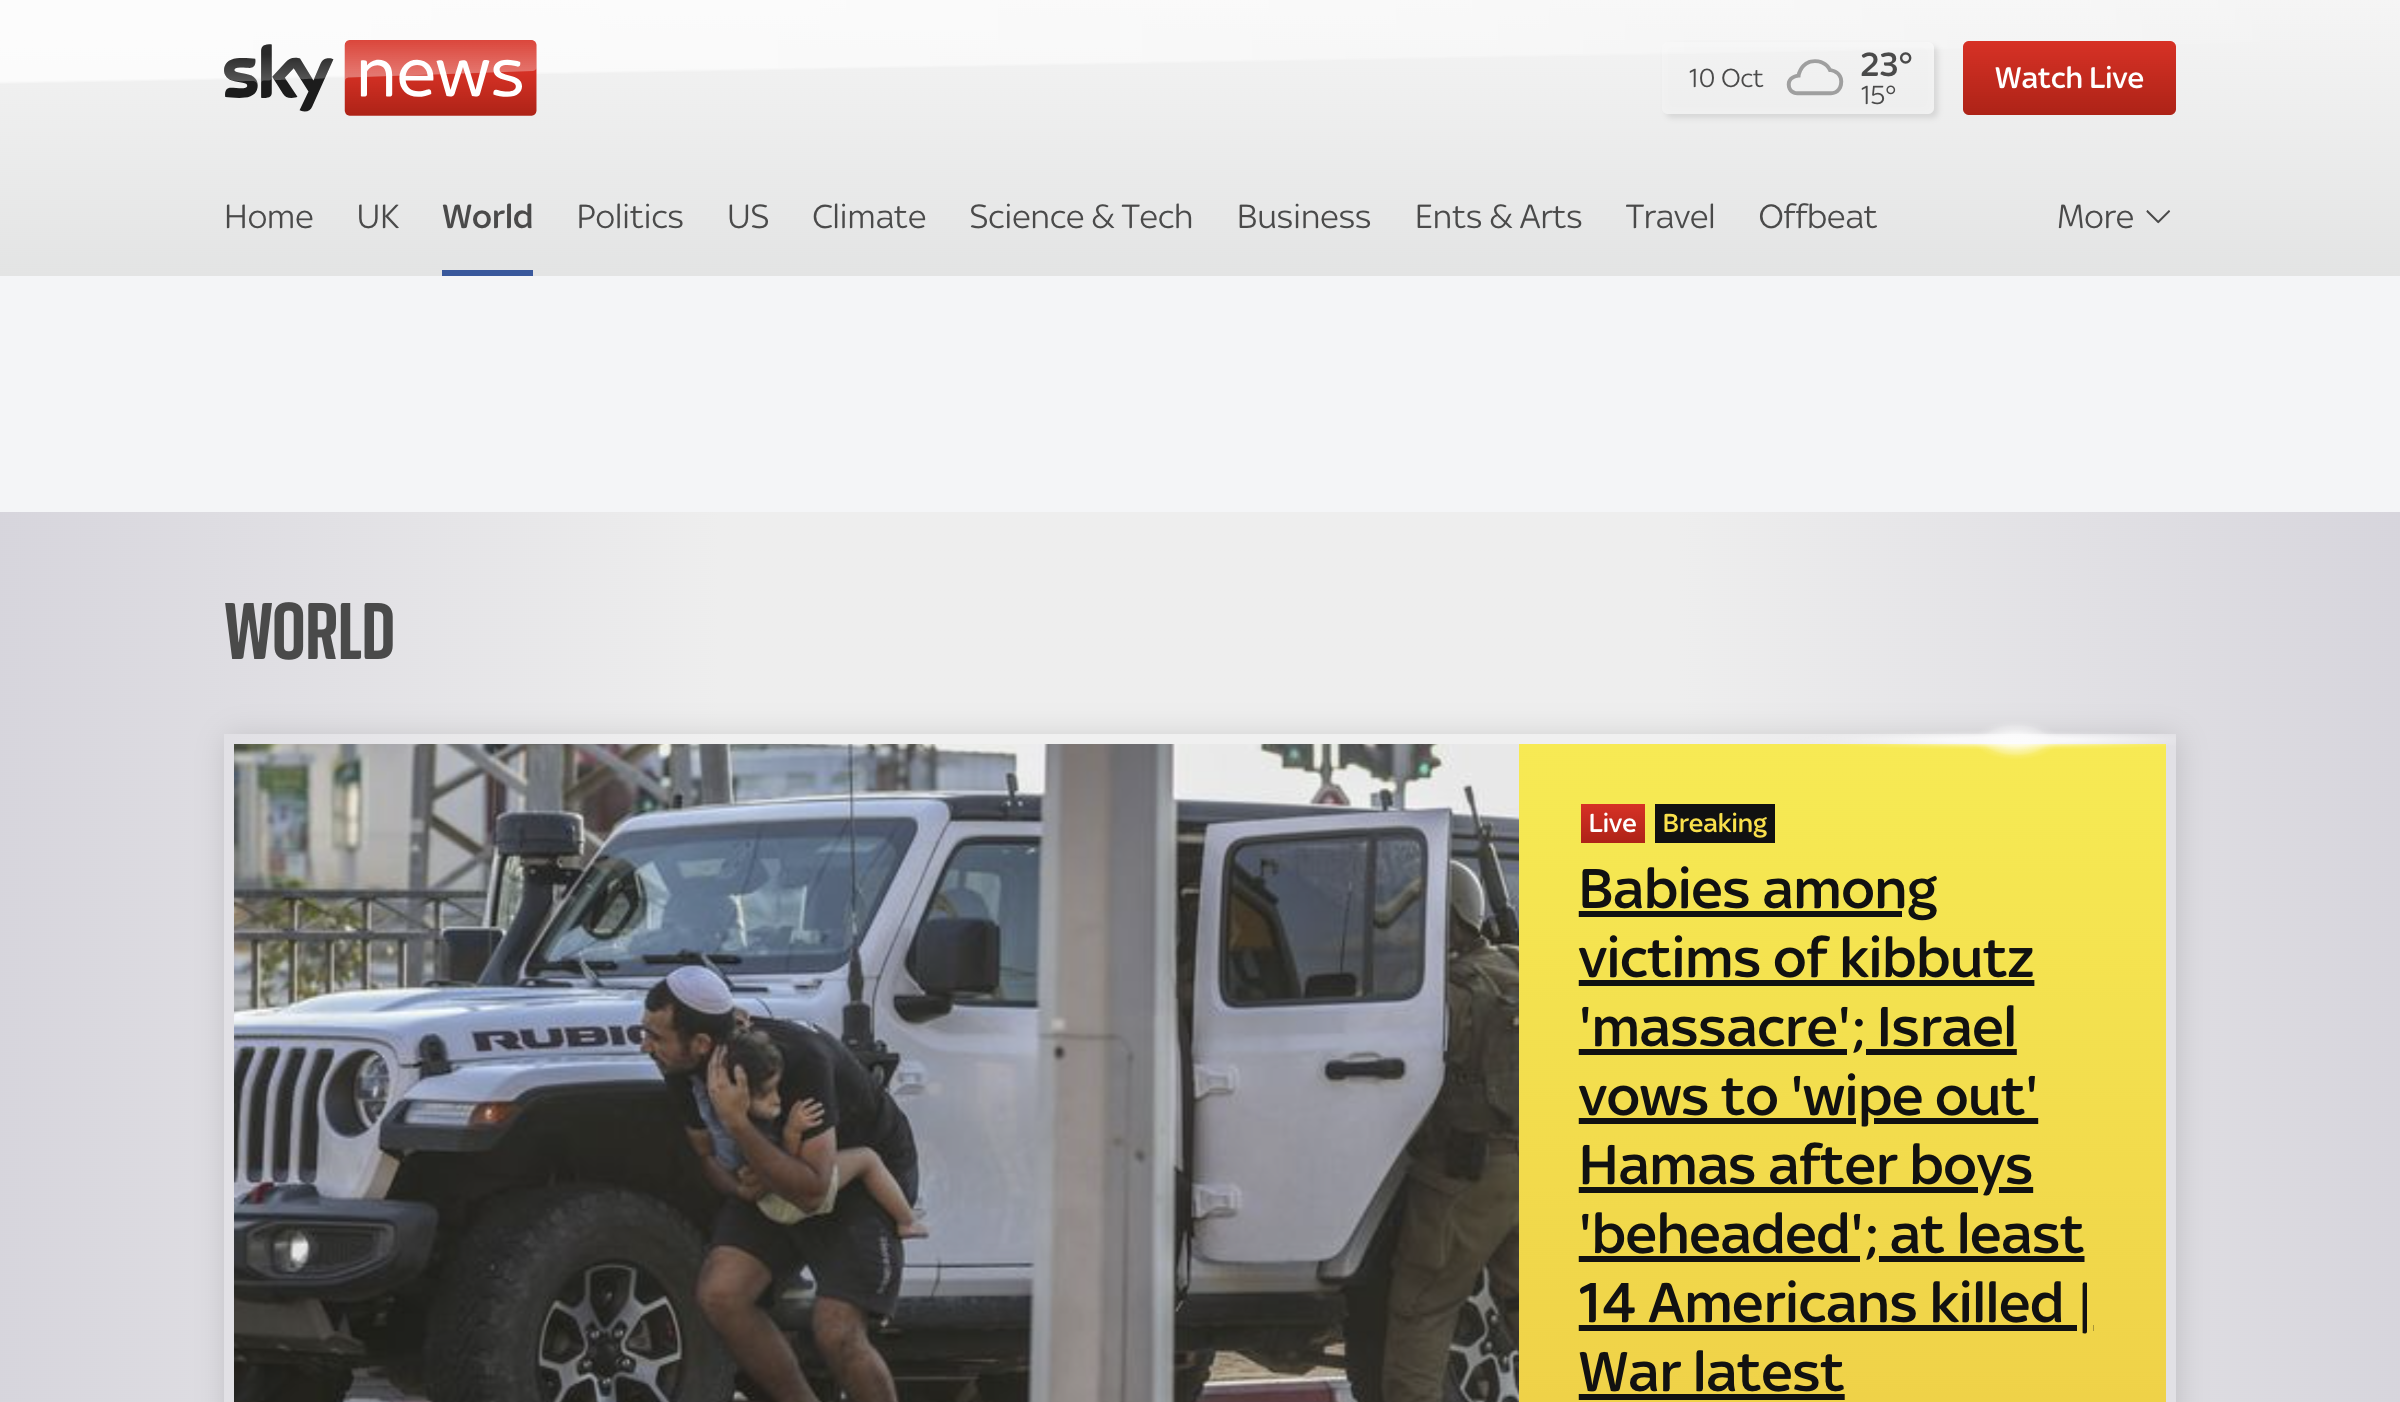 sky news
10 Oct
23°
15°
Watch Live
Home UK World Politics US Climate Science & Tech Business Ents & Arts Travel Offbeat More
WORLD
Live Breaking
Babies among
victims of kibbutz
'massacre'; Israel
vows to 'wipe out'
Hamas after boys
'beheaded'; at least
14 Americans killed |
War latest
RUBIC